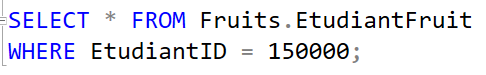 SELECT * FROM Fruits.EtudiantFruit
WHERE EtudiantID = 150000;